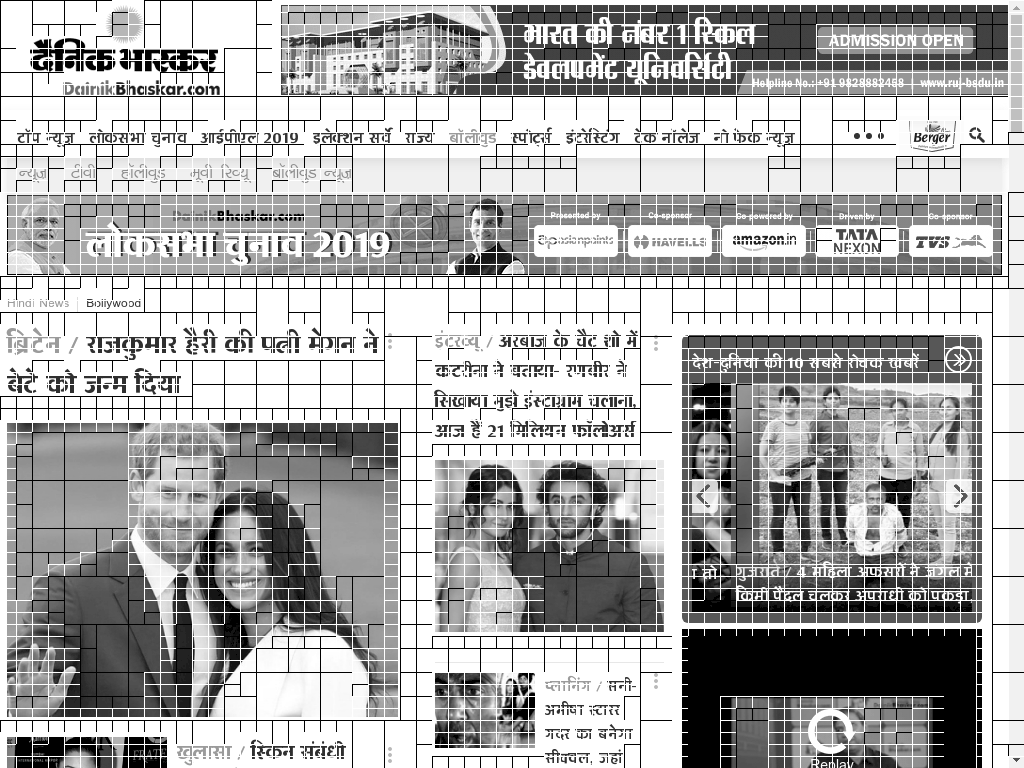 दैनिक भास्कर
DainikBhaskar.com
भारत की नंबर 1 स्किल
डेवलपमेंट यूनिवर्सिटी
ADMISSION OPEN
Helpline No.: +91 9828882468 www.ruj-bsdu.in
टॉप न्यूज़ लोकसभा चुनाव आईपीएल 2019 इलेक्शन सर्वे राज्य बॉलीवुड स्पोर्ट्स इंटरेस्टिंग टेक नॉलेज नो फेक न्यूज़
Berger
न्यूज़ टीवी हॉलीवुड मूवी रिव्यू बॉलीवुड न्यूज़
DainikBhaskar.com
लोकसभा चुनाव 2019
Presented by Co-sponsor Co-powered by Driven by Co-sponsor
asianpaints HAVELLS amazon.in TATA NEXON TVS
Hindi News Bollywood
ब्रिटेन / राजकुमार हैरी की पत्नी मेगन ने
बेटे को जन्म दिया
इंटरव्यू / अरबाज के चैट शो में
कटरीना ने बताया- रणबीर ने
सिखाया मुझे इंस्टाग्राम चलाना,
आज हैं 21 मिलियन फॉलोअर्स
देश-दुनिया की 10 सबसे रोचक खबरें
गुजरात / 4 महिला अफसरों ने जंगल में
किमी पैदल चलकर अपराधी को पकड़ा
प्लानिंग / सनी-
अमीषा स्टारर
गदर का बनेगा
सीक्वल, जहां
खुलासा / स्किन संबंधी
Replay